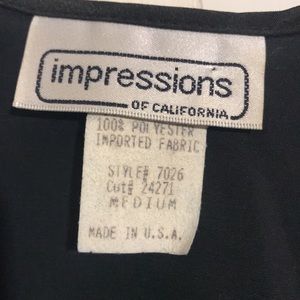 impressions
OF CALIFORNIA
100% POLYESTER
IMPORTED FABRIC
STYLE# 7026
Cut# 24271
MEDIUM
MADE IN U.S.A.